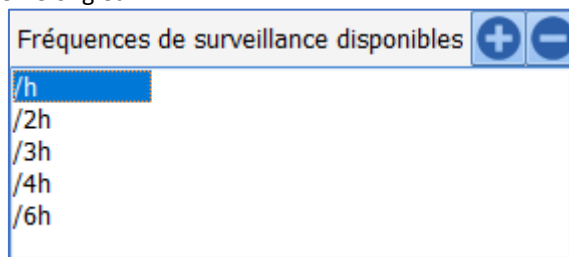 Fréquences de surveillance disponibles
/h
/2h
/3h
/4h
/6h